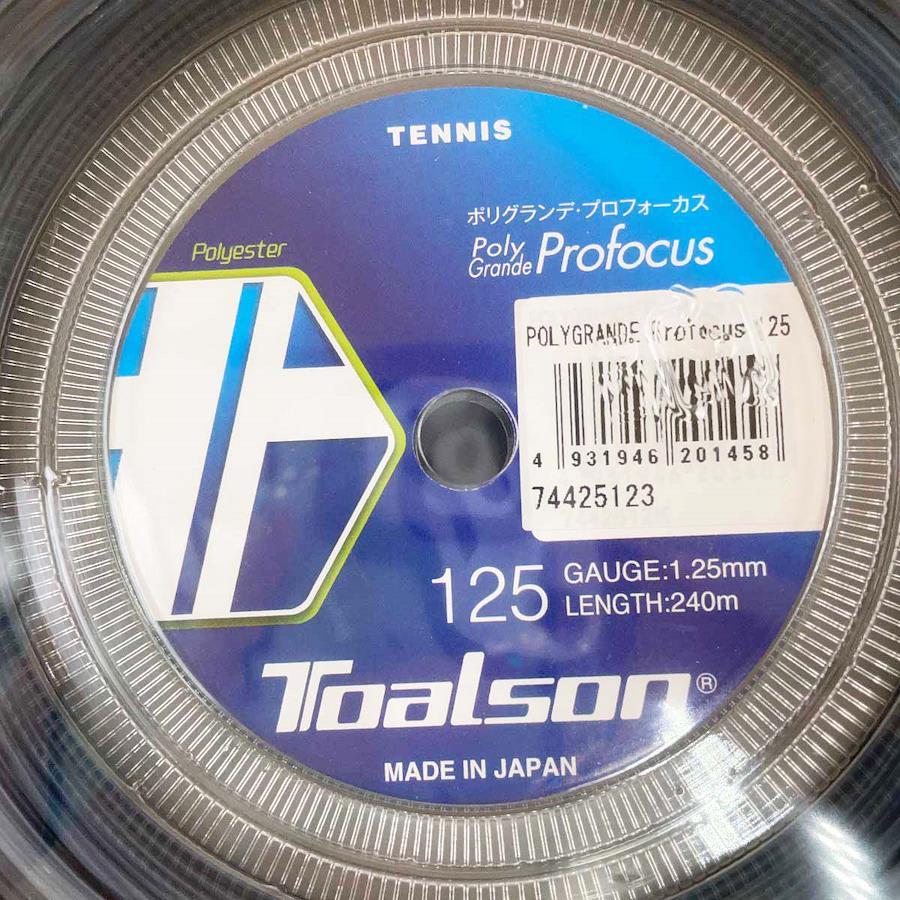 TENNIS
ポリグランデ・プロフォーカス
Poly Grande Profocus
Polyester
POLYGRANDE Profocus 125
4 931946 201458
74425123
125
GAUGE:1.25mm
LENGTH:240m
Toalson®
MADE IN JAPAN